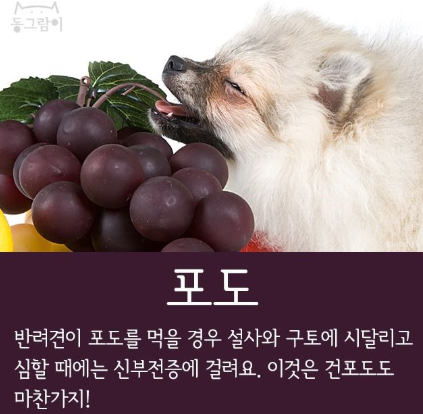 동그람이
포도
반려견이 포도를 먹을 경우 설사와 구토에 시달리고
심할 때에는 신부전증에 걸려요. 이것은 건포도도
마찬가지!